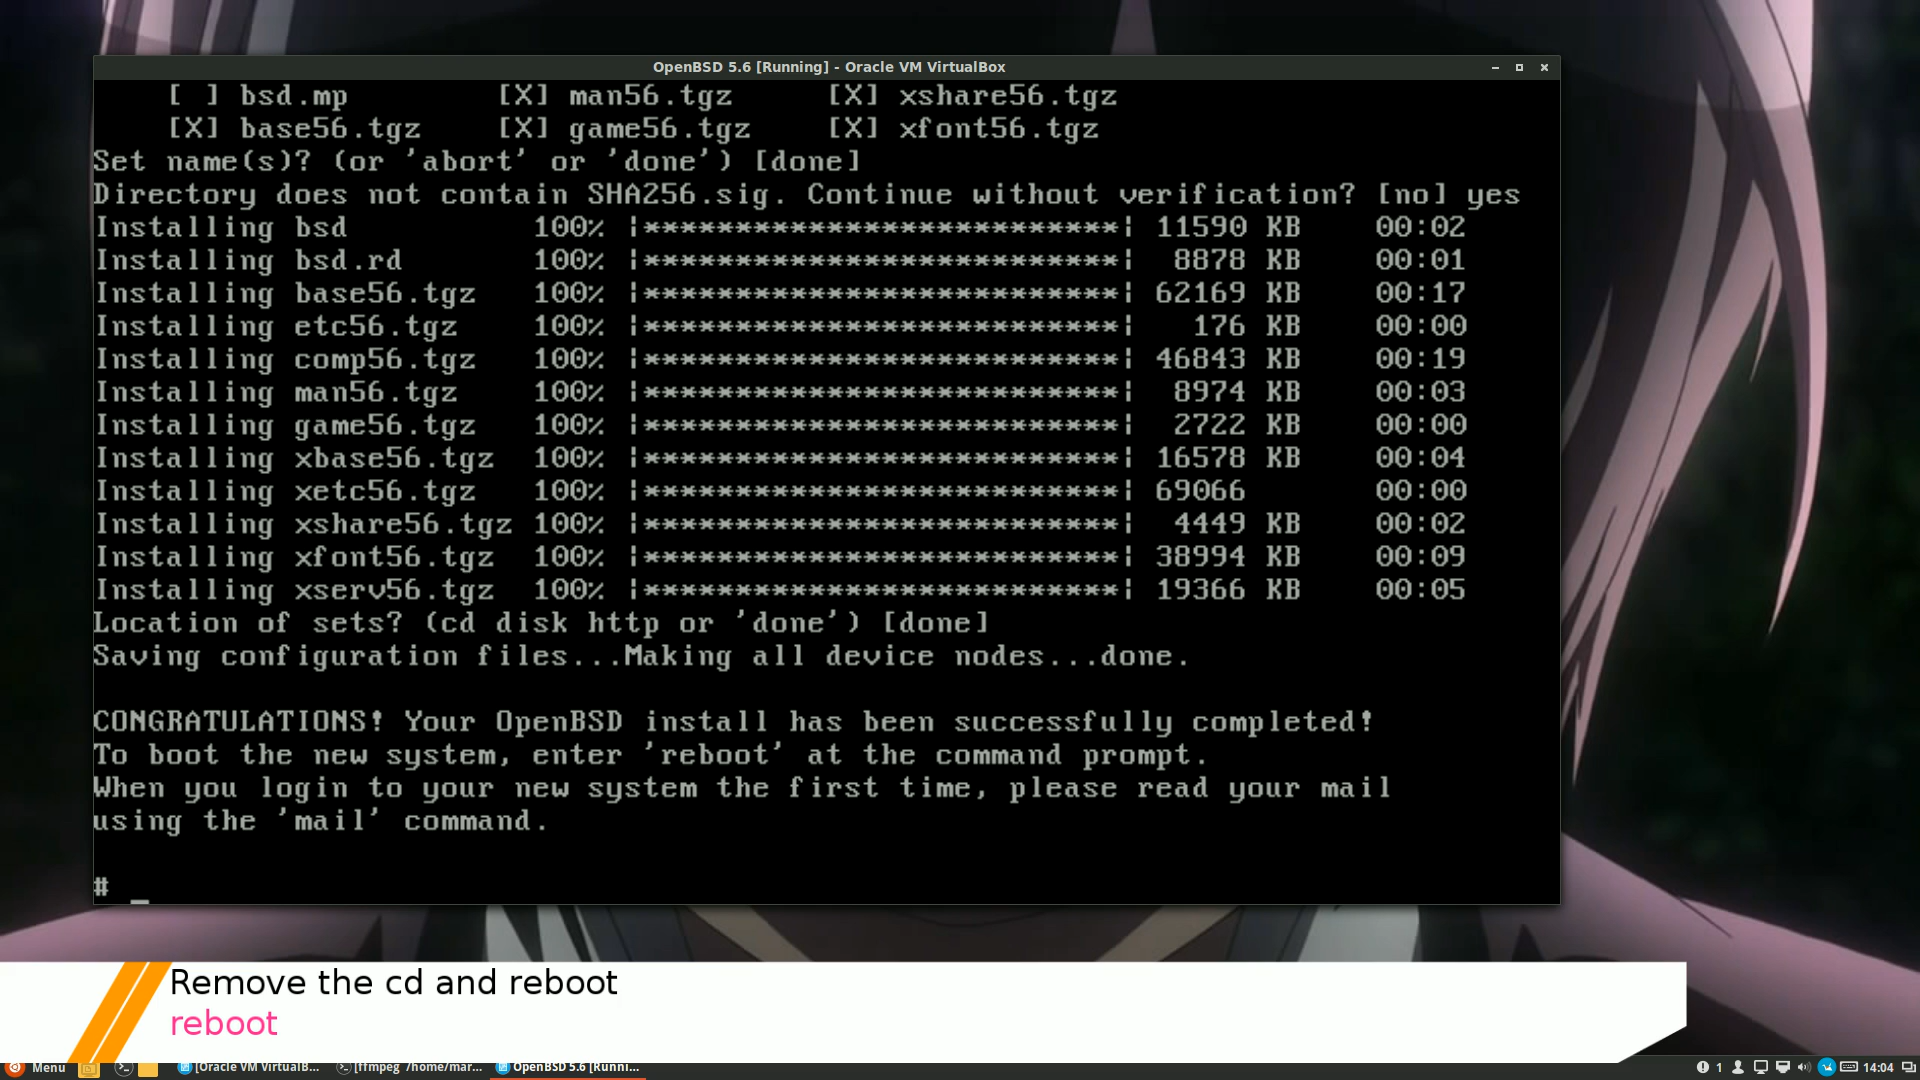 OpenBSD 5.6 [Running] - Oracle VM VirtualBox
[ ] bsd.mp [X] man56.tgz [X] xshare56.tgz
[X] base56.tgz [X] game56.tgz [X] xfont56.tgz
Set name(s)? (or 'abort' or 'done') [done]
Directory does not contain SHA256.sig. Continue without verification? [no] yes
Installing bsd 100% |**************************| 11590 KB 00:02
Installing bsd.rd 100% |**************************| 8878 KB 00:01
Installing base56.tgz 100% |**************************| 62169 KB 00:17
Installing etc56.tgz 100% |**************************| 176 KB 00:00
Installing comp56.tgz 100% |**************************| 46843 KB 00:19
Installing man56.tgz 100% |**************************| 8974 KB 00:03
Installing game56.tgz 100% |**************************| 2722 KB 00:00
Installing xbase56.tgz 100% |**************************| 16578 KB 00:04
Installing xetc56.tgz 100% |**************************| 69066 00:00
Installing xshare56.tgz 100% |**************************| 4449 KB 00:02
Installing xfont56.tgz 100% |**************************| 38994 KB 00:09
Installing xserv56.tgz 100% |**************************| 19366 KB 00:05
Location of sets? (cd disk http or 'done') [done]
Saving configuration files...Making all device nodes...done.
CONGRATULATIONS! Your OpenBSD install has been successfully completed!
To boot the new system, enter 'reboot' at the command prompt.
When you login to your new system the first time, please read your mail
using the 'mail' command.
# _
Remove the cd and reboot
reboot
Menu [Oracle VM VirtualB... [ffmpeg /home/mar... OpenBSD 5.6 [Runni... 1 14:04